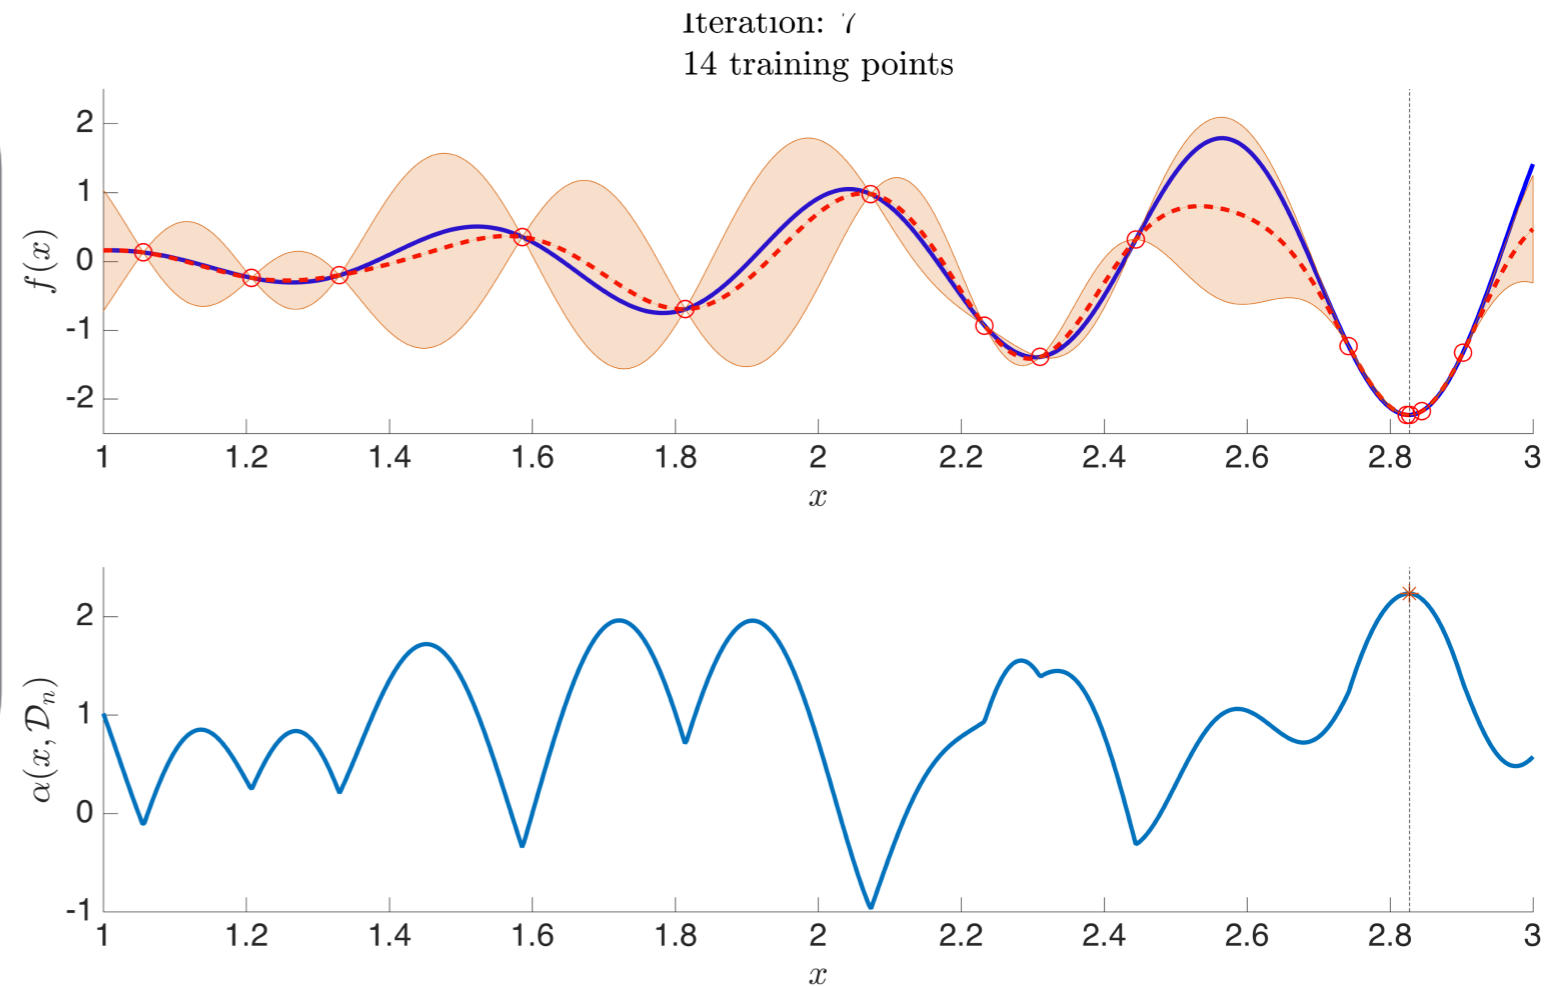 Iteration: 7
14 training points
2
1
0
-1
-2
f(x)
1 1.2 1.4 1.6 1.8 2 2.2 2.4 2.6 2.8 3
x
2
1
0
-1
α(x, 𝒟ₙ)
1 1.2 1.4 1.6 1.8 2 2.2 2.4 2.6 2.8 3
x